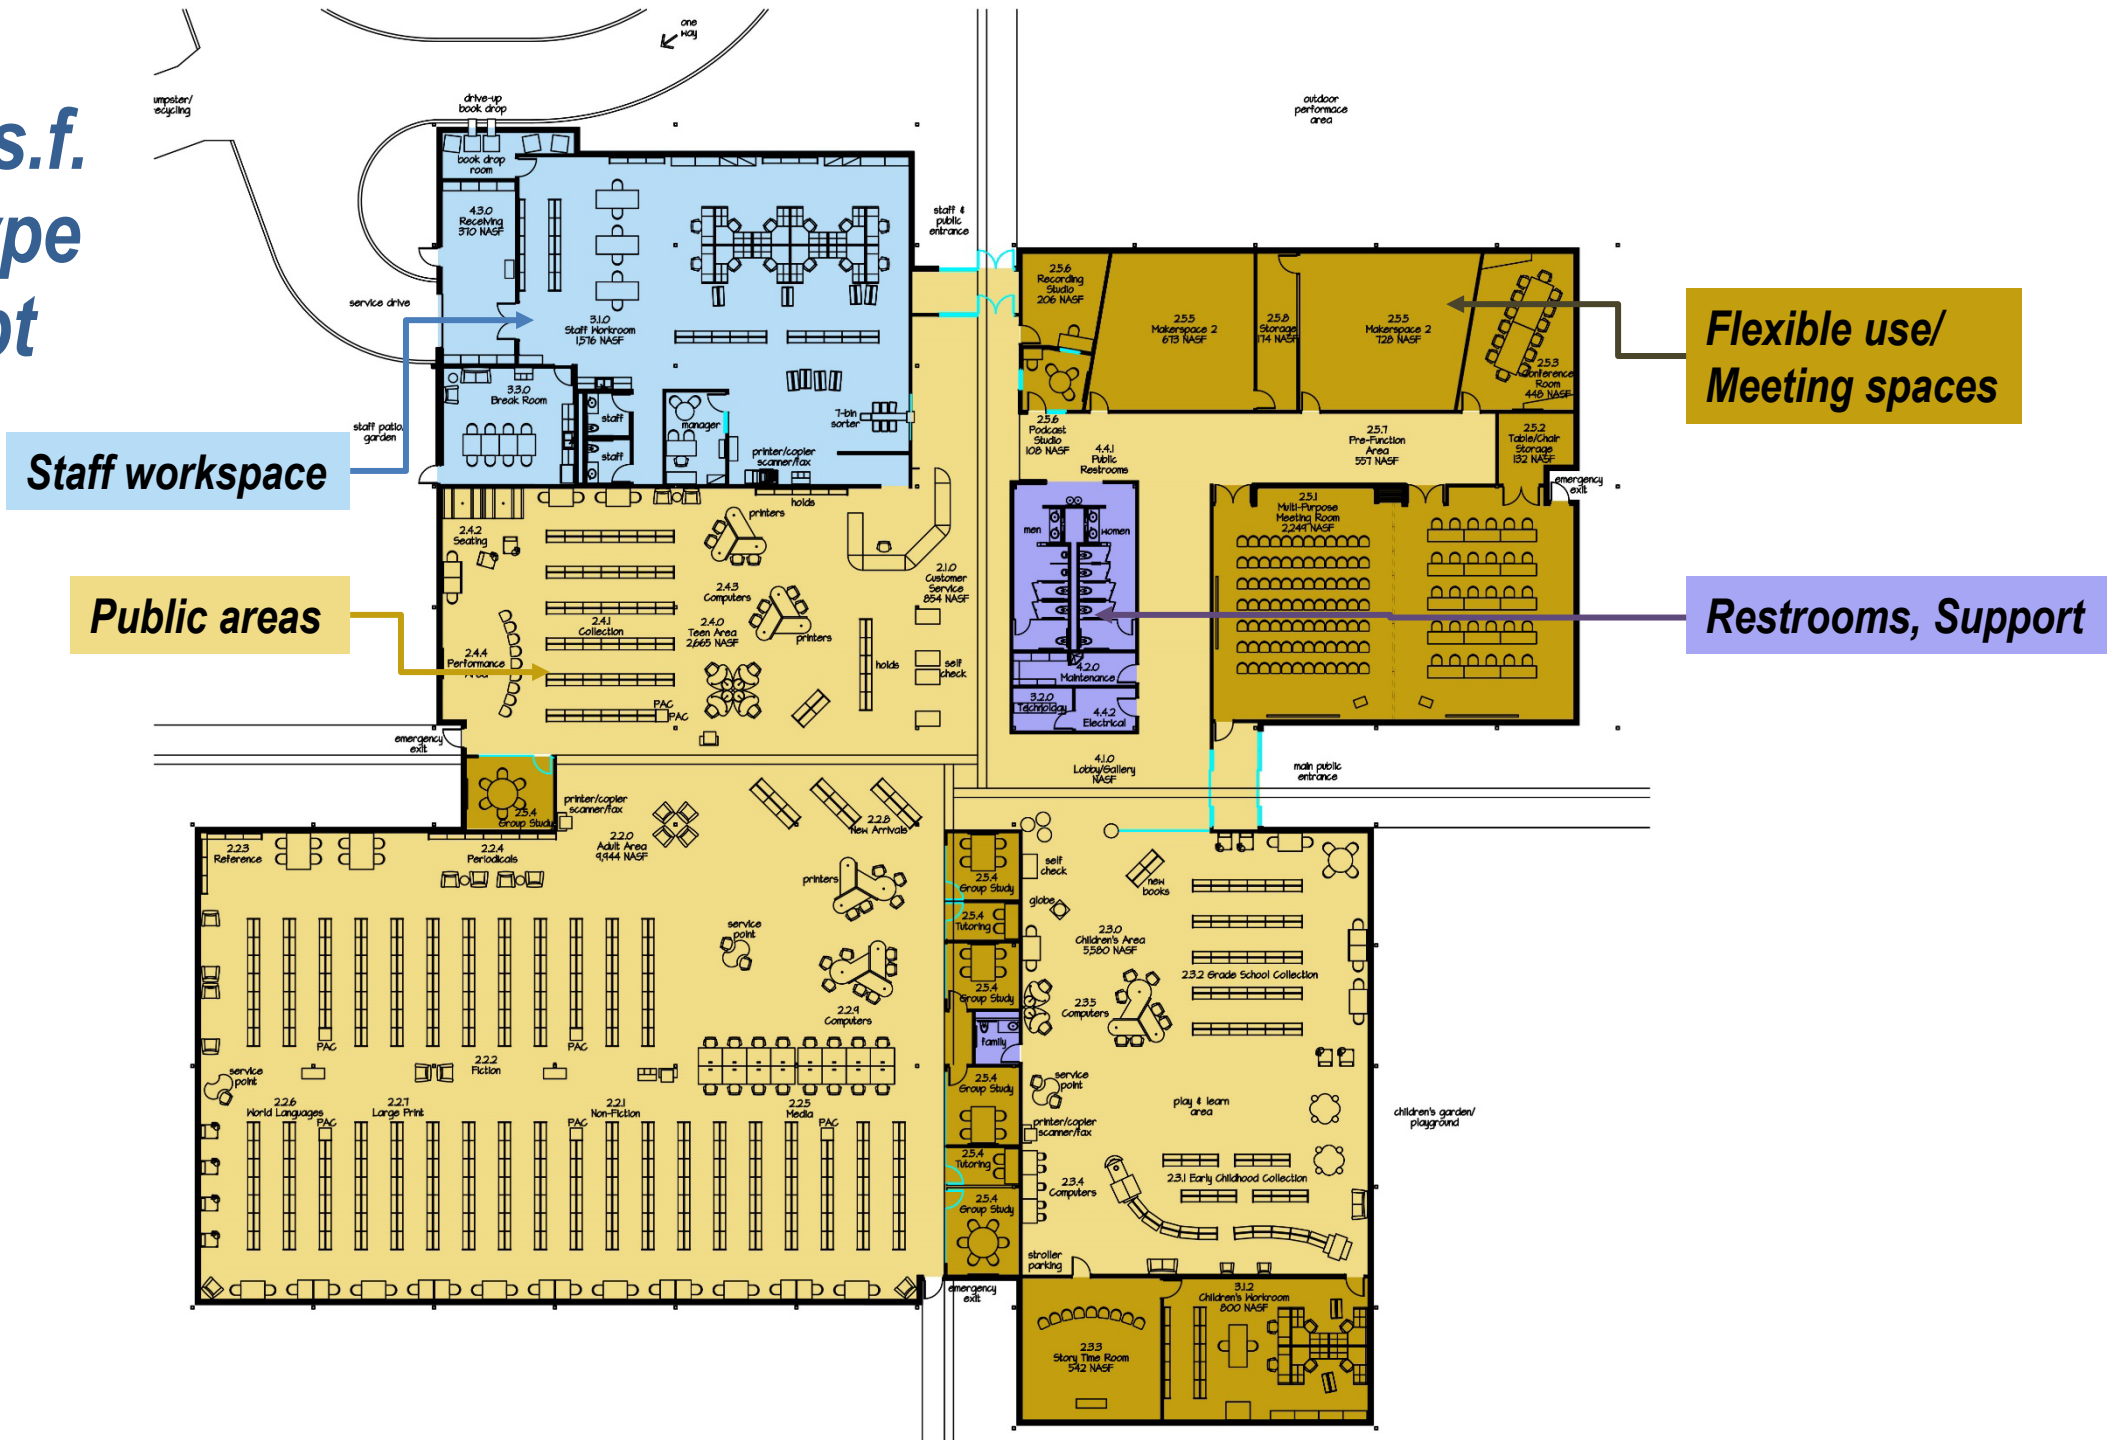 s.f.
ype
ot
one
way
umpster/
ecycling
drive-up
book drop
outdoor
performace
area
book drop
room
4.3.0
Receiving
370 NASF
staff &
public
entrance
service drive
3.1.0
Staff Workroom
1,576 NASF
2.5.6
Recording
Studio
206 NASF
2.5.5
Makerspace 2
673 NASF
2.5.8
Storage
174 NASF
2.5.5
Makerspace 2
728 NASF
2.5.3
Conference
Room
448 NASF
Flexible use/
Meeting spaces
3.3.0
Break Room
staff
staff
manager
7-bin
sorter
printer/copier
scanner/fax
staff patio/
garden
Staff workspace
2.5.6
Podcast
Studio
108 NASF
4.4.1
Public
Restrooms
2.5.7
Pre-Function
Area
557 NASF
2.5.2
Table/Chair
Storage
132 NASF
emergency
exit
holds
printers
2.4.2
Seating
men
women
2.5.1
Multi-Purpose
Meeting Room
2,249 NASF
2.4.3
Computers
2.1.0
Customer
Service
854 NASF
Public areas
2.4.1
Collection
2.4.0
Teen Area
2,665 NASF
printers
Restrooms, Support
2.4.4
Performance
Area
holds
self
check
4.2.0
Maintenance
3.2.0
Technology
4.4.2
Electrical
PAC
PAC
emergency
exit
4.1.0
Lobby/Gallery
NASF
main public
entrance
2.5.4
Group Study
printer/copier
scanner/fax
2.2.8
New Arrivals
2.2.3
Reference
2.2.4
Periodicals
2.2.0
Adult Area
9,944 NASF
printers
2.5.4
Group Study
self
check
new
books
globe
2.5.4
Tutoring
service
point
2.3.0
Children's Area
5,580 NASF
2.3.2 Grade School Collection
2.5.4
Group Study
2.2.9
Computers
2.3.5
Computers
family
PAC
PAC
2.2.2
Fiction
service
point
2.5.4
Group Study
service
point
2.2.6
World Languages
PAC
2.2.7
Large Print
2.2.1
Non-Fiction
PAC
2.2.5
Media
PAC
play & learn
area
children's garden/
playground
printer/copier
scanner/fax
2.5.4
Tutoring
2.3.4
Computers
2.3.1 Early Childhood Collection
2.5.4
Group Study
stroller
parking
emergency
exit
3.1.2
Children's Workroom
800 NASF
2.3.3
Story Time Room
542 NASF